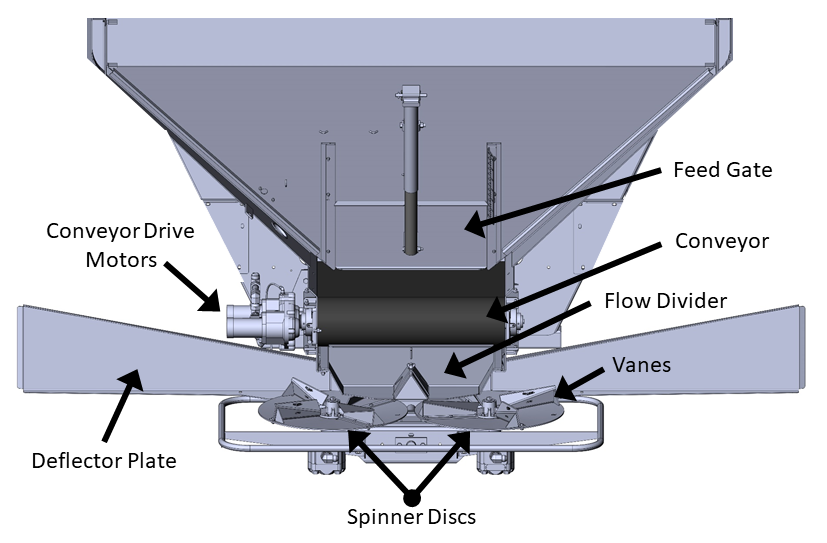 Feed Gate
Conveyor Drive
Motors
Conveyor
Flow Divider
Vanes
Deflector Plate
Spinner Discs